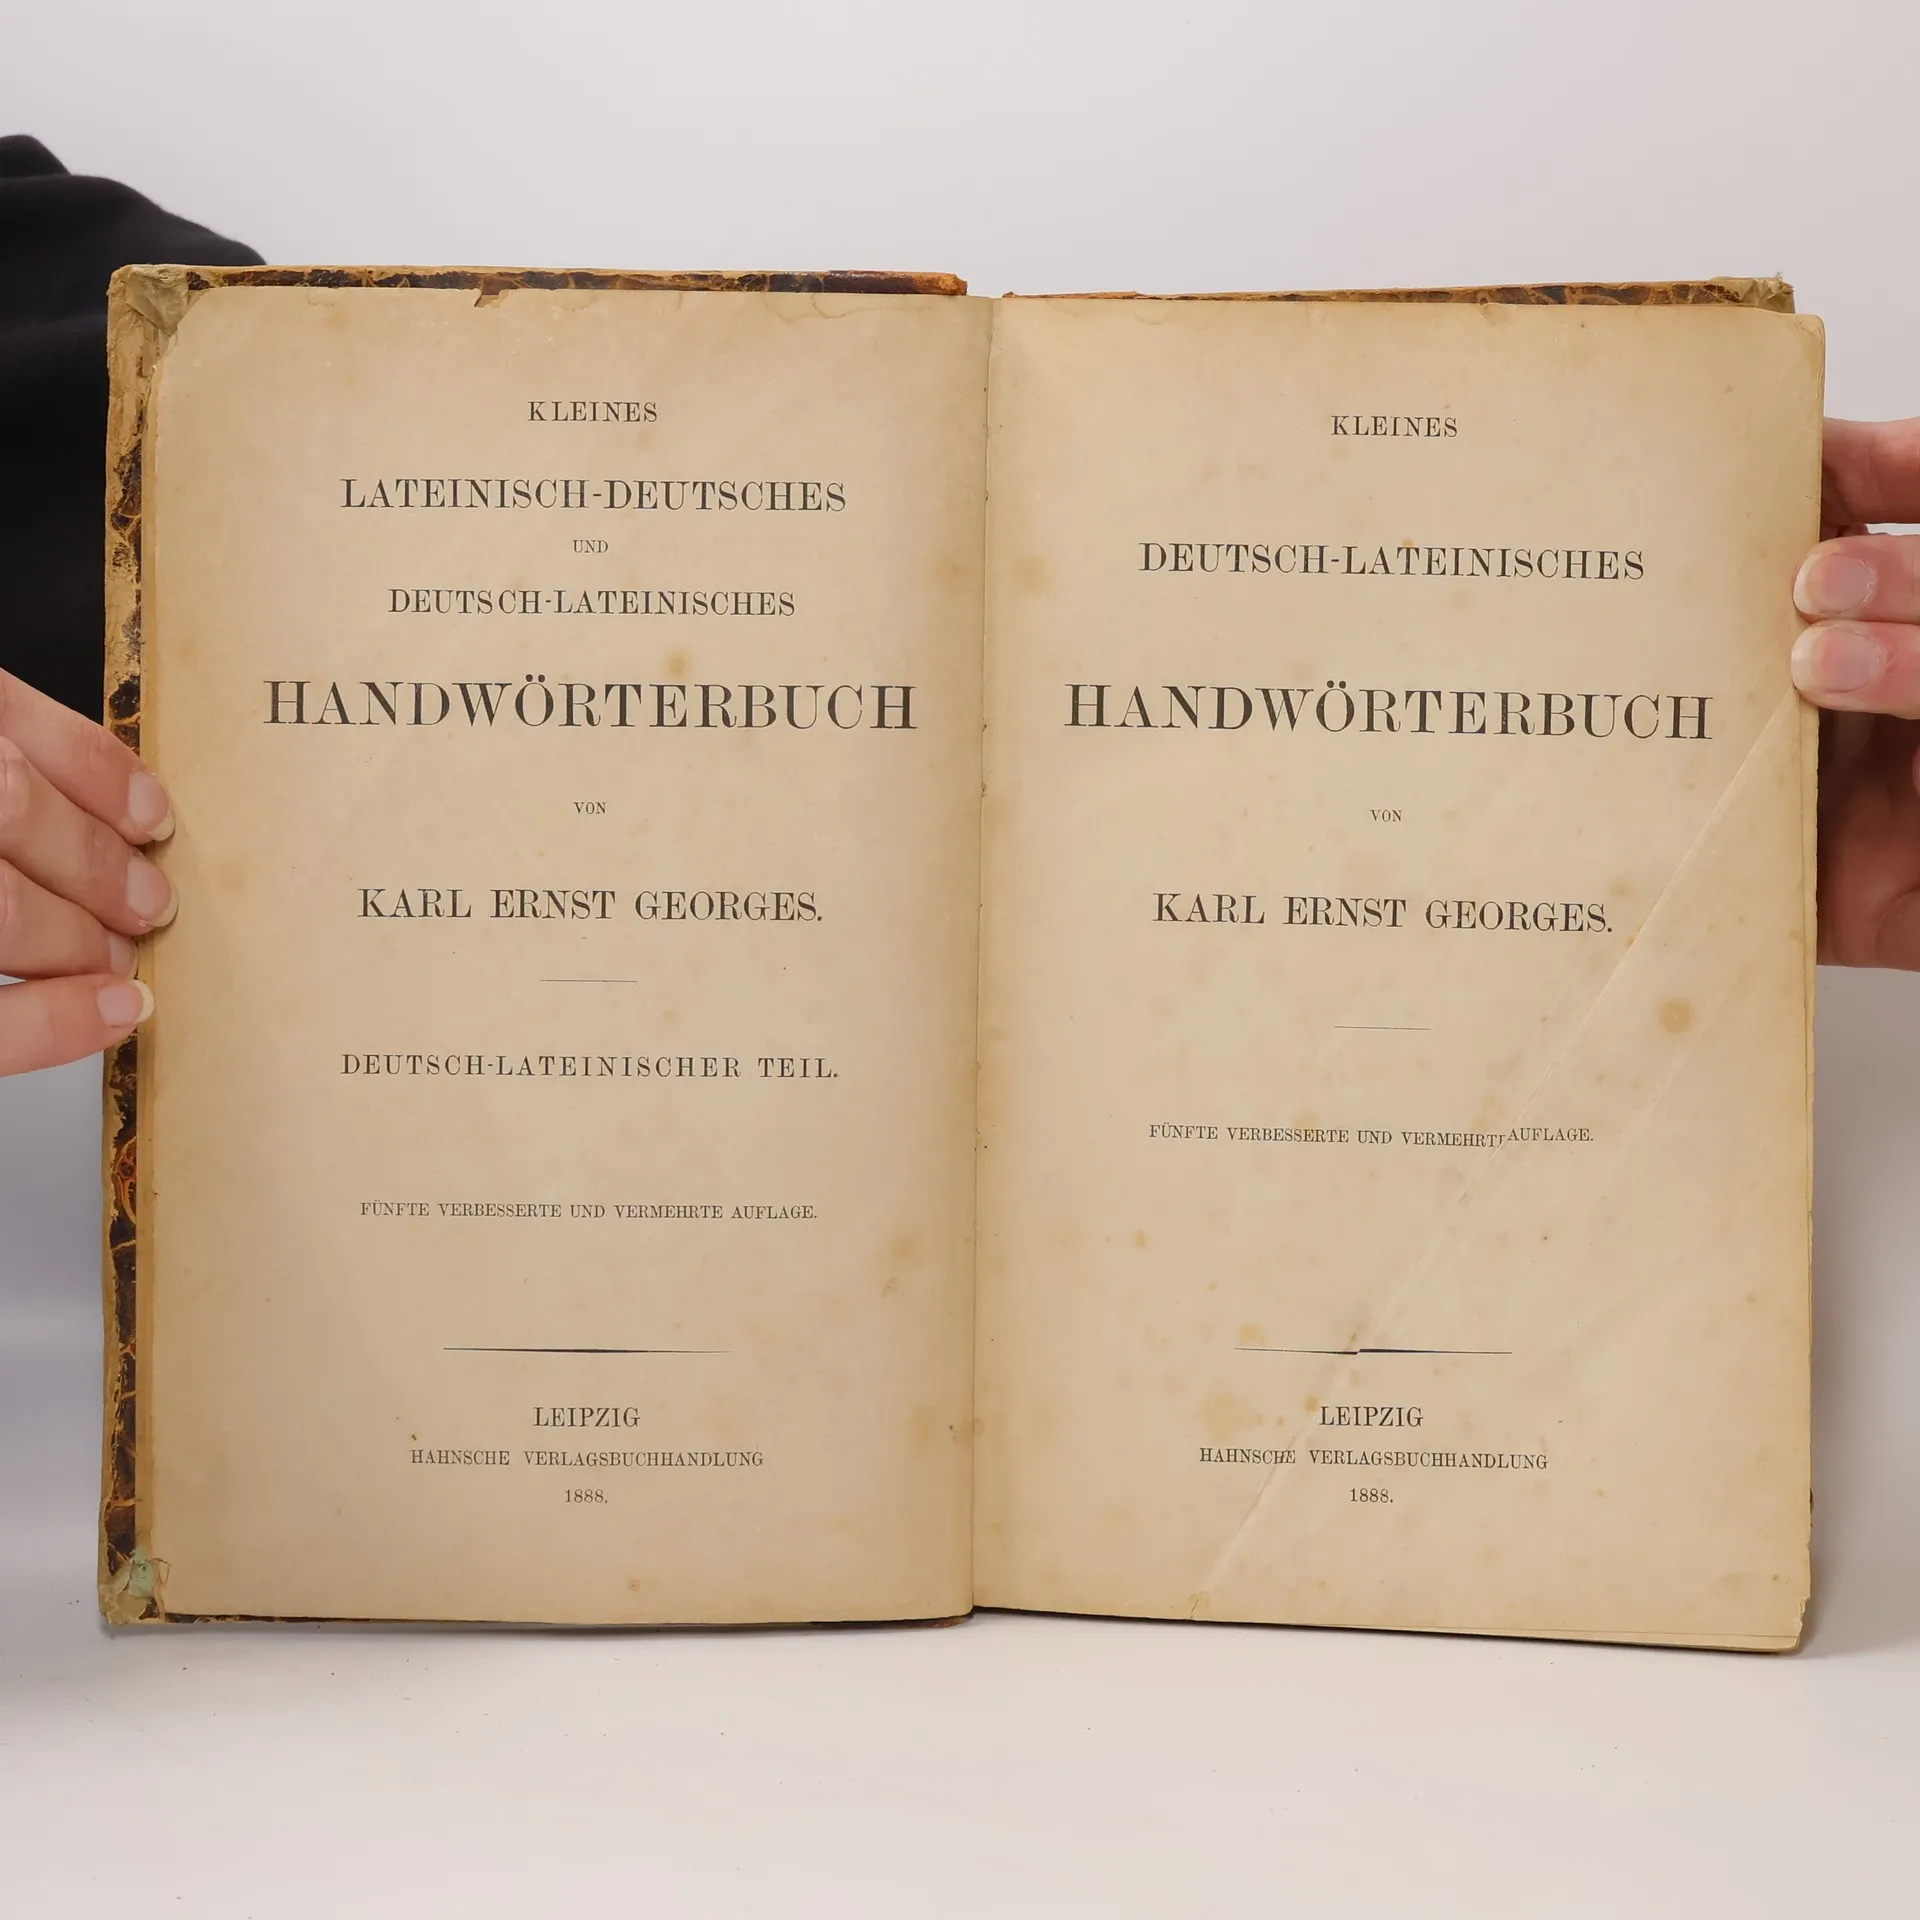 KLEINES
LATEINISCH-DEUTSCHES
UND
DEUTSCH-LATEINISCHES
HANDWÖRTERBUCH
VON
KARL ERNST GEORGES.
DEUTSCH-LATEINISCHER TEIL.
FÜNFTE VERBESSERTE UND VERMEHRTE AUFLAGE.
LEIPZIG
HAHNSCHE VERLAGSBUCHHANDLUNG
1888.
KLEINES
DEUTSCH-LATEINISCHES
HANDWÖRTERBUCH
VON
KARL ERNST GEORGES.
FÜNFTE VERBESSERTE UND VERMEHRTE AUFLAGE.
LEIPZIG
HAHNSCHE VERLAGSBUCHHANDLUNG
1888.